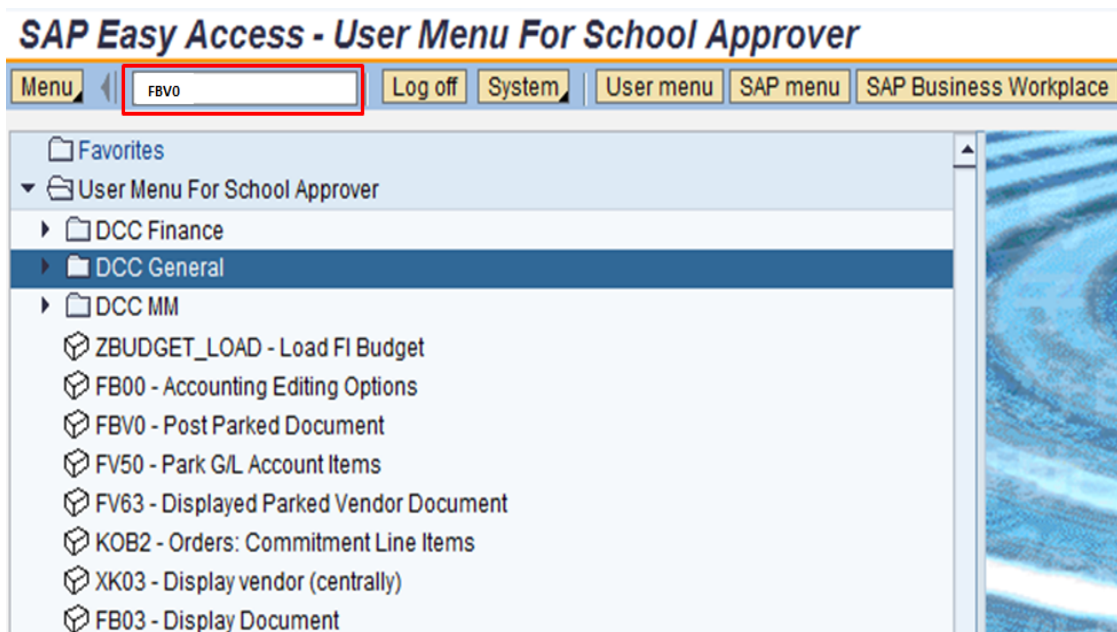 SAP Easy Access - User Menu For School Approver
Menu FBV0 Log off System User menu SAP menu SAP Business Workplace
Favorites
User Menu For School Approver
DCC Finance
DCC General
DCC MM
ZBUDGET_LOAD - Load FI Budget
FB00 - Accounting Editing Options
FBV0 - Post Parked Document
FV50 - Park G/L Account Items
FV63 - Displayed Parked Vendor Document
KOB2 - Orders: Commitment Line Items
XK03 - Display vendor (centrally)
FB03 - Display Document